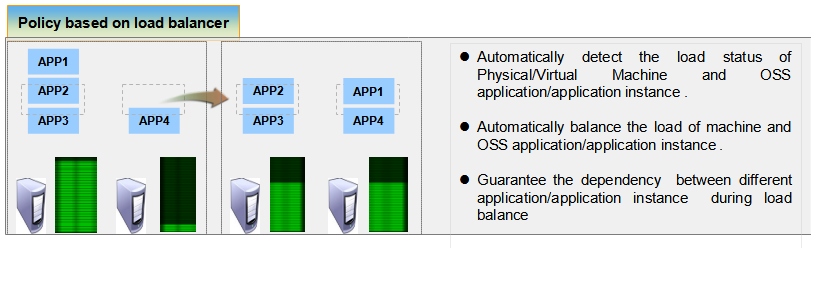 Policy based on load balancer
APP1
APP2
APP3
APP4
APP2
APP3
APP1
APP4
● Automatically detect the load status of
Physical/Virtual Machine and OSS
application/application instance .
● Automatically balance the load of machine and
OSS application/application instance .
● Guarantee the dependency between different
application/application instance during load
balance